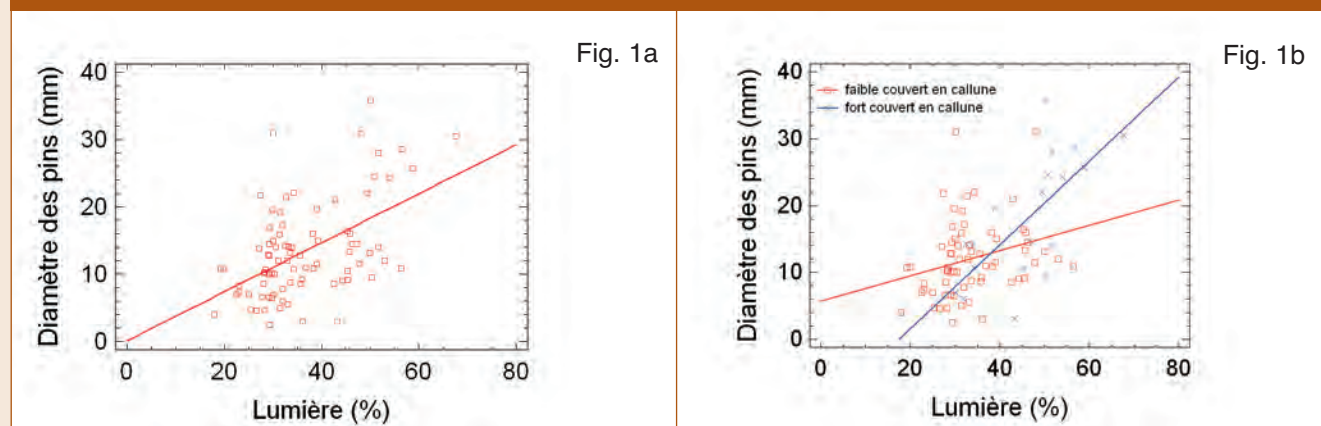 Fig. 1a
Diamètre des pins (mm)
40
30
20
10
0
0 20 40 60 80
Lumière (%)
Fig. 1b
Diamètre des pins (mm)
faible couvert en callune
fort couvert en callune
40
30
20
10
0
0 20 40 60 80
Lumière (%)